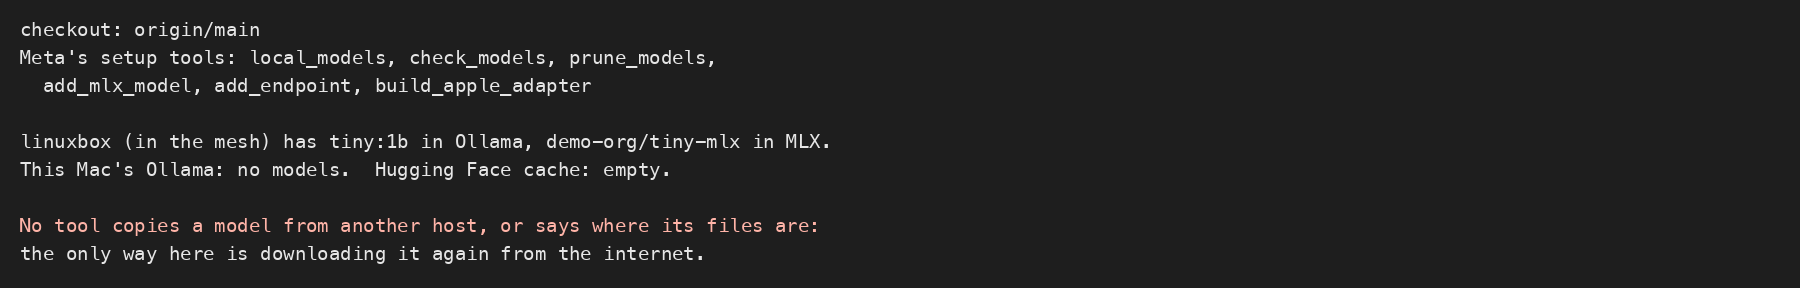 checkout: origin/main
Meta's setup tools: local_models, check_models, prune_models,
  add_mlx_model, add_endpoint, build_apple_adapter
linuxbox (in the mesh) has tiny:1b in Ollama, demo-org/tiny-mlx in MLX.
This Mac's Ollama: no models.  Hugging Face cache: empty.
No tool copies a model from another host, or says where its files are:
the only way here is downloading it again from the internet.